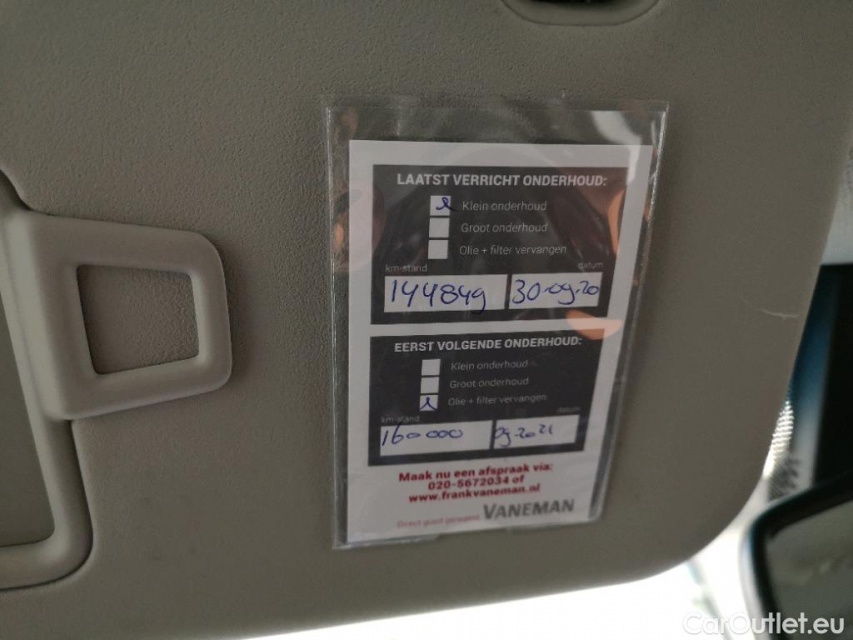 LAATST VERRICHT ONDERHOUD:
Klein onderhoud
Groot onderhoud
Olie + filter vervangen
km-stand datum
144849 30-09-20
EERST VOLGENDE ONDERHOUD:
Klein onderhoud
Groot onderhoud
Olie + filter vervangen
km-stand datum
160000 09-2021
Maak nu een afspraak via:
020-5672034 of
www.frankvaneman.nl
VANEMAN
CarOutlet.eu